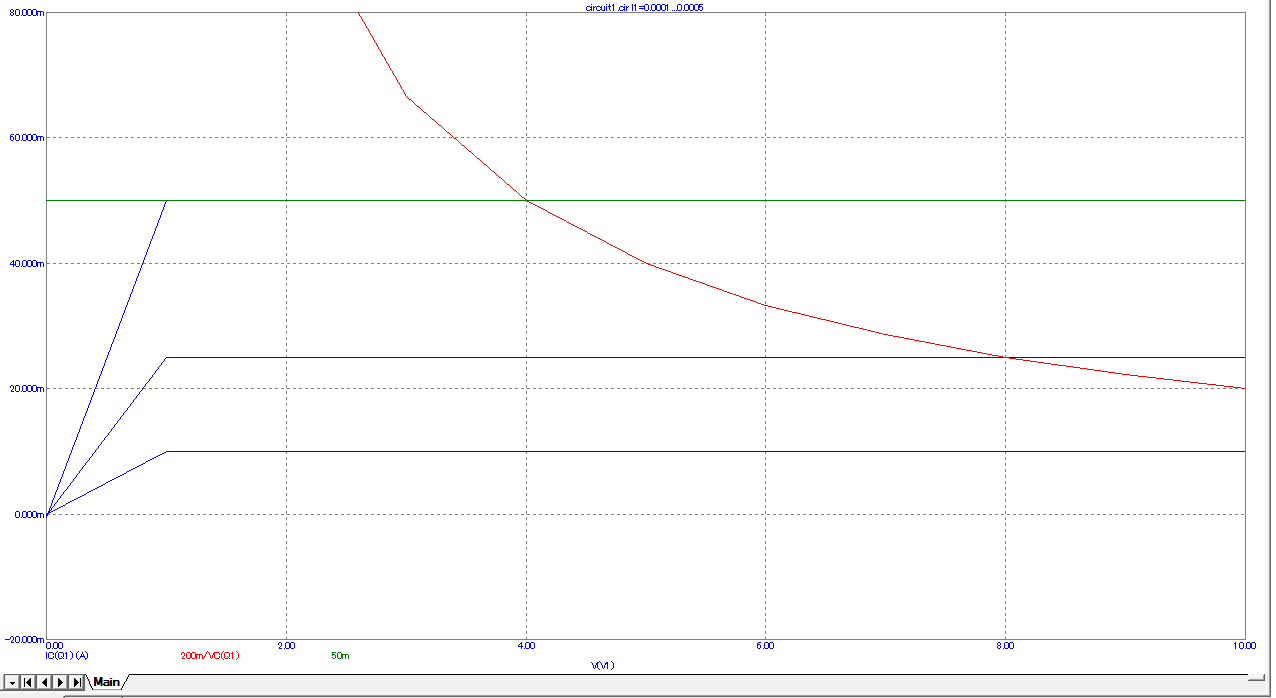 circuit1.cir I1=0.0001 ...0.0005
80.000m
60.000m
40.000m
20.000m
0.000m
-20.000m
0.00 2.00 4.00 6.00 8.00 10.00
IC(Q1) (A) 200m/VC(Q1) 50m
V(V1)
Main